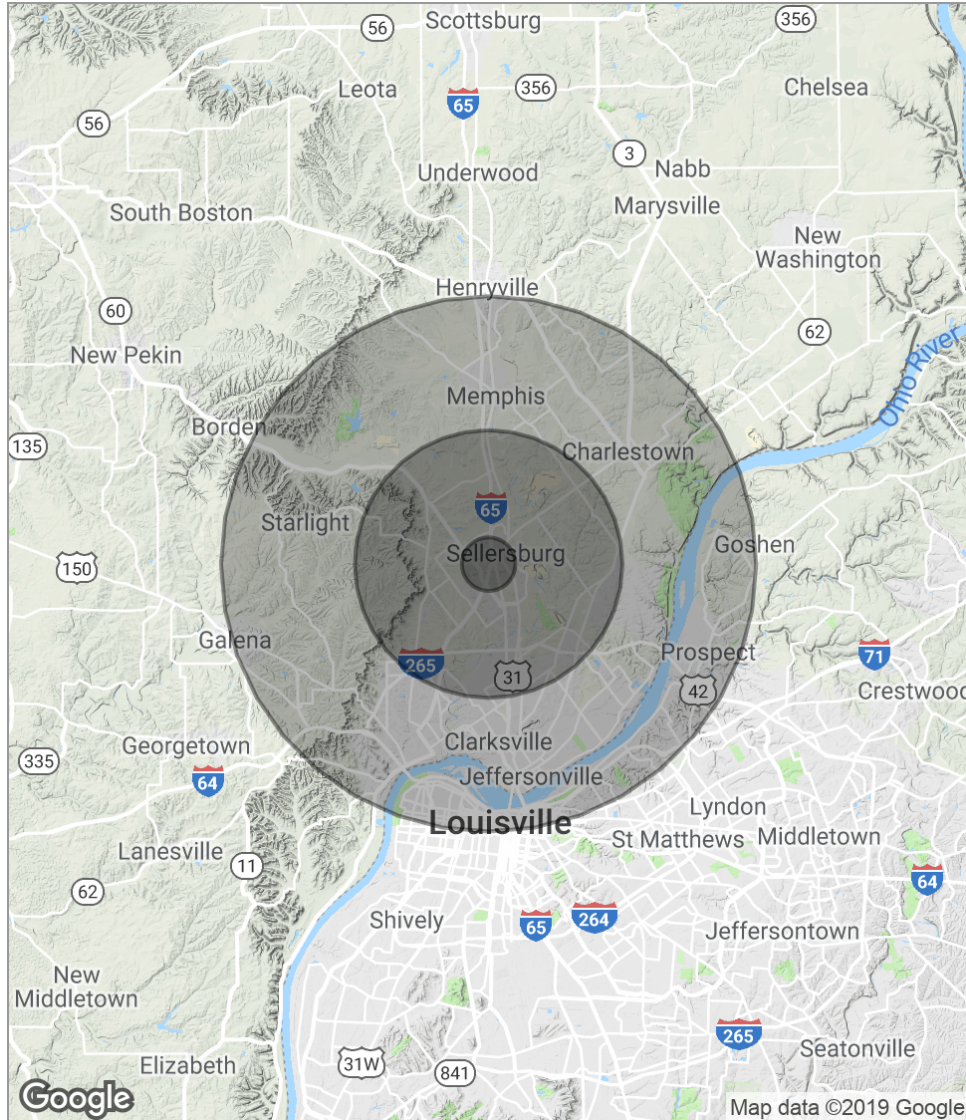 56
Scottsburg
356
Leota
65
356
Chelsea
56
3
Nabb
Underwood
Marysville
South Boston
New
Washington
Henryville
60
62
New Pekin
Ohio River
Memphis
Borden
135
Charlestown
65
Starlight
Goshen
Sellersburg
150
Galena
265
31
Prospect
71
42
Crestwood
Georgetown
Clarksville
335
64
Jeffersonville
Lyndon
Louisville
St Matthews
Middletown
Lanesville
11
62
64
Shively
65
264
Jeffersontown
New
Middletown
265
Elizabeth
31W
841
Seatonville
Google
Map data ©2019 Google